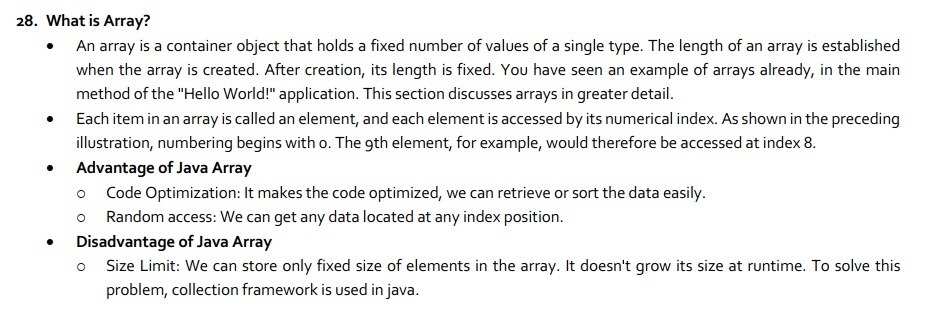 28. What is Array?
• An array is a container object that holds a fixed number of values of a single type. The length of an array is established
when the array is created. After creation, its length is fixed. You have seen an example of arrays already, in the main
method of the "Hello World!" application. This section discusses arrays in greater detail.
• Each item in an array is called an element, and each element is accessed by its numerical index. As shown in the preceding
illustration, numbering begins with 0. The 9th element, for example, would therefore be accessed at index 8.
• Advantage of Java Array
o Code Optimization: It makes the code optimized, we can retrieve or sort the data easily.
o Random access: We can get any data located at any index position.
• Disadvantage of Java Array
o Size Limit: We can store only fixed size of elements in the array. It doesn't grow its size at runtime. To solve this
problem, collection framework is used in java.